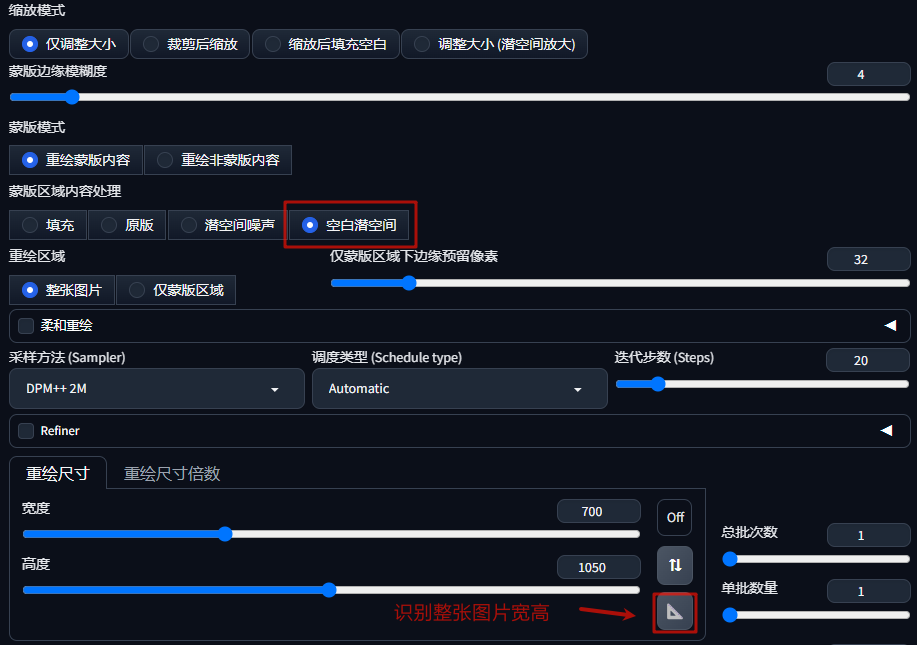 缩放模式
仅调整大小 裁剪后缩放 缩放后填充空白 调整大小 (潜空间放大)
蒙版边缘模糊度 4
蒙版模式
重绘蒙版内容 重绘非蒙版内容
蒙版区域内容处理
填充 原版 潜空间噪声 空白潜空间
重绘区域 仅蒙版区域下边缘预留像素 32
整张图片 仅蒙版区域
柔和重绘
采样方法 (Sampler) 调度类型 (Schedule type) 迭代步数 (Steps) 20
DPM++ 2M Automatic
Refiner
重绘尺寸 重绘尺寸倍数
宽度 700 Off
总批次数 1
高度 1050
单批数量 1
识别整张图片宽高